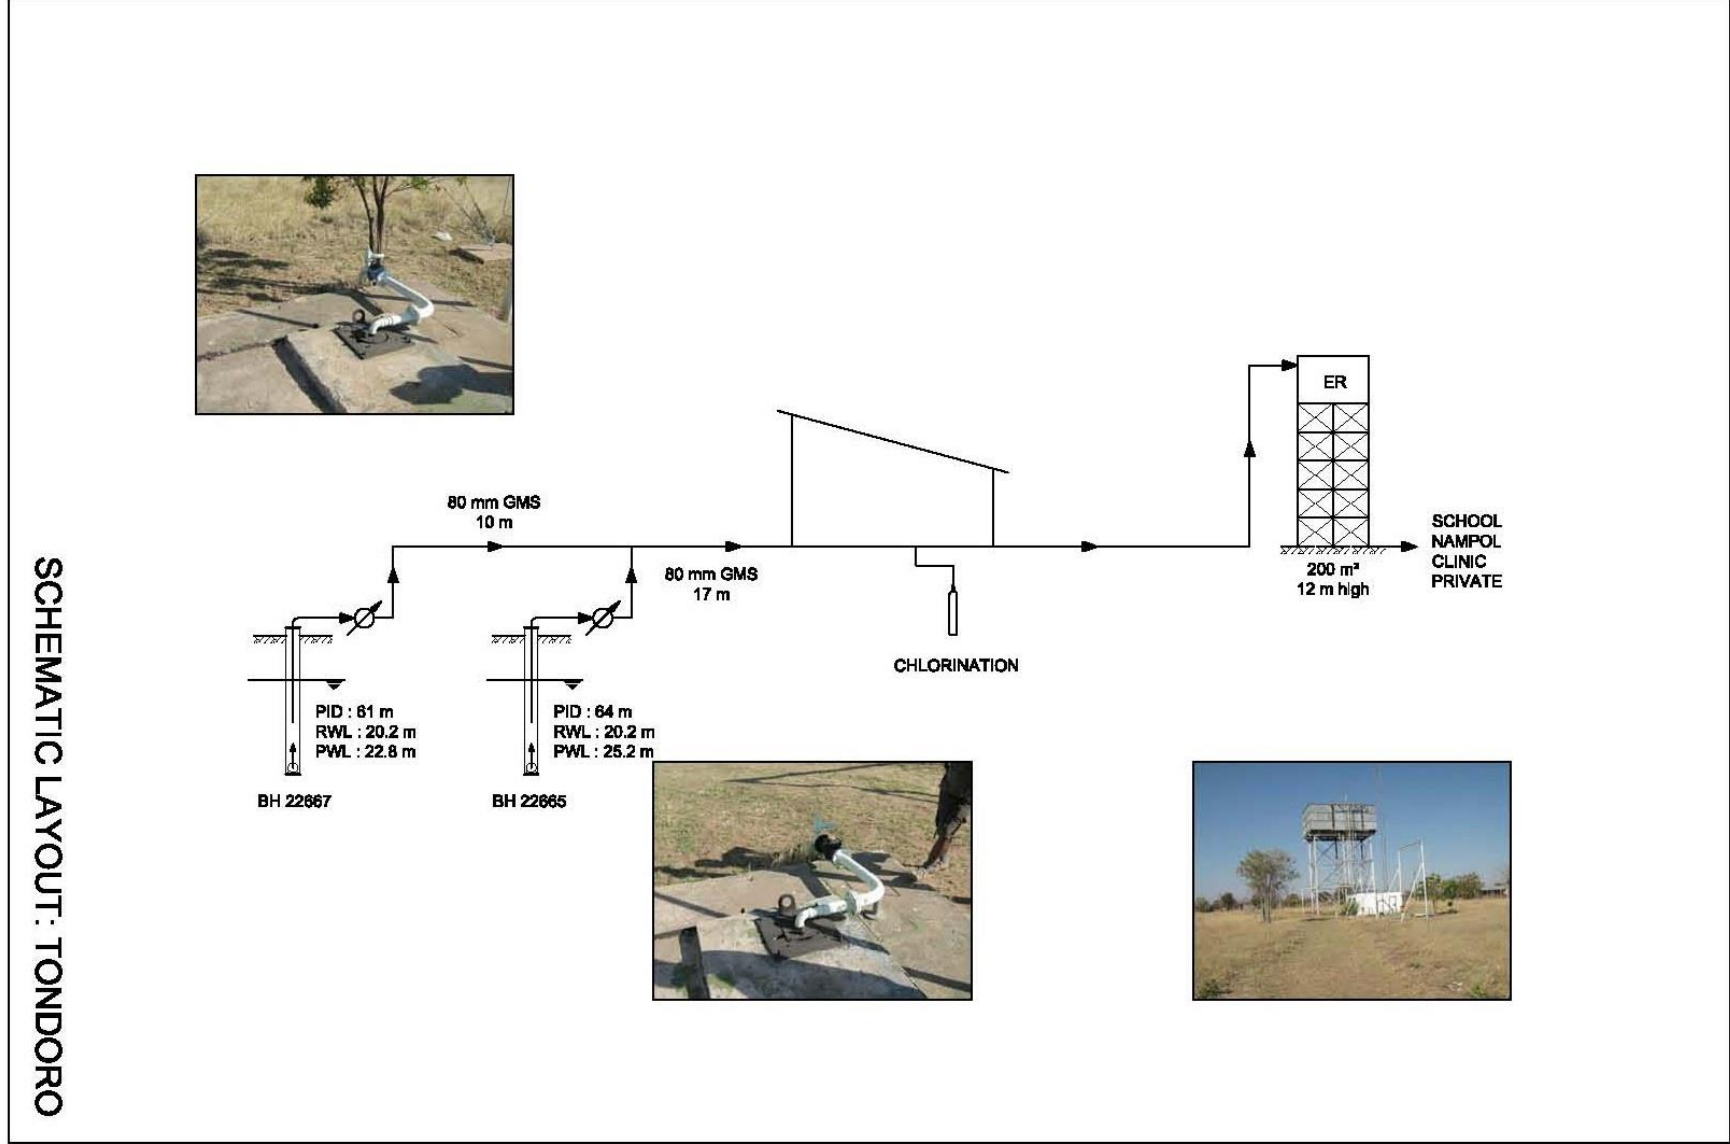 SCHEMATIC LAYOUT: TONDORO
80 mm GMS
10 m
80 mm GMS
17 m
ER
SCHOOL
NAMPOL
CLINIC
PRIVATE
200 m³
12 m high
CHLORINATION
PID : 61 m
RWL : 20.2 m
PWL : 22.8 m
BH 22667
PID : 64 m
RWL : 20.2 m
PWL : 25.2 m
BH 22665